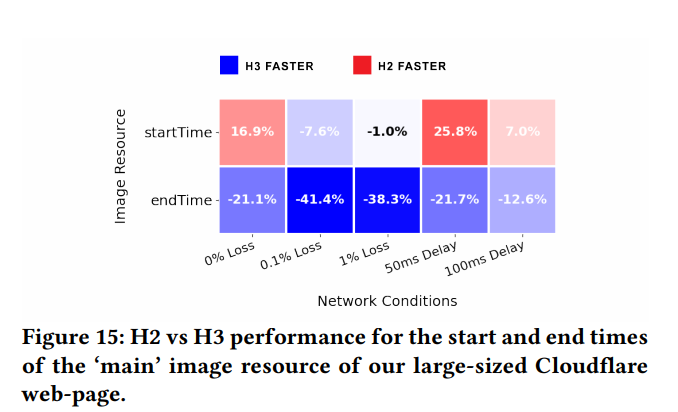 H3 FASTER H2 FASTER
Image Resource
startTime 16.9% -7.6% -1.0% 25.8% 7.0%
endTime -21.1% -41.4% -38.3% -21.7% -12.6%
0% Loss 0.1% Loss 1% Loss 50ms Delay 100ms Delay
Network Conditions
Figure 15: H2 vs H3 performance for the start and end times
of the ‘main’ image resource of our large-sized Cloudflare
web-page.